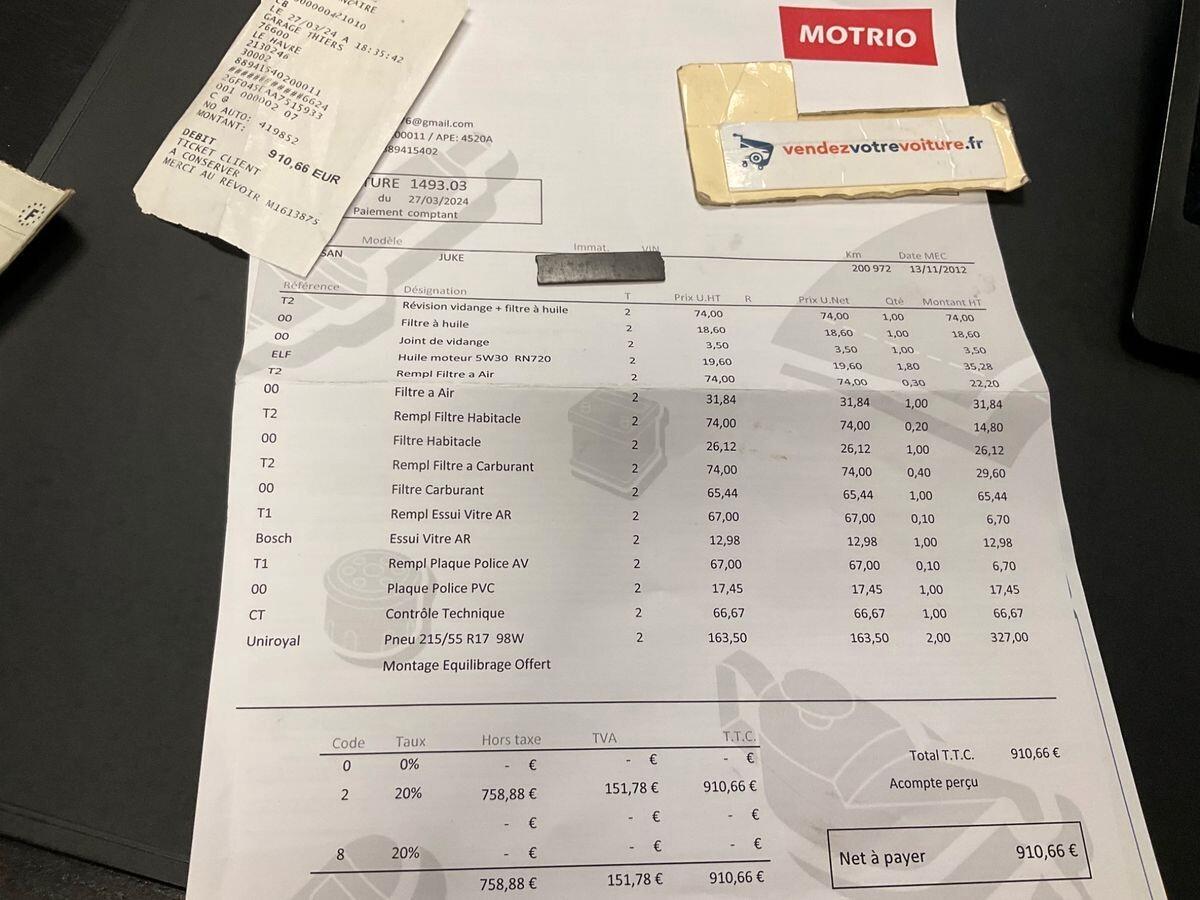 CB
000000421010
LE 27/03/24 A 18:35:42
GARAGE THIERS
76600
LE HAVRE
2130246
30002
88941540200011
############6624
26F045EAA7515933
001 000002 07
C @
NO AUTO: 419852
MONTANT:
910,66 EUR
DEBIT
TICKET CLIENT
A CONSERVER
MERCI AU REVOIR M1613875
F
MOTRIO
vendezvotrevoiture.fr
6@gmail.com
00011 / APE: 4520A
89415402
TURE 1493.03
du 27/03/2024
Paiement comptant
Modèle Immat. VIN Km Date MEC
SAN JUKE 200 972 13/11/2012
Référence Désignation T Prix U.HT R Prix U.Net Qté Montant HT
T2 Révision vidange + filtre à huile 2 74,00 74,00 1,00 74,00
00 Filtre à huile 2 18,60 18,60 1,00 18,60
00 Joint de vidange 2 3,50 3,50 1,00 3,50
ELF Huile moteur 5W30 RN720 2 19,60 19,60 1,80 35,28
T2 Rempl Filtre a Air 2 74,00 74,00 0,30 22,20
00 Filtre a Air 2 31,84 31,84 1,00 31,84
T2 Rempl Filtre Habitacle 2 74,00 74,00 0,20 14,80
00 Filtre Habitacle 2 26,12 26,12 1,00 26,12
T2 Rempl Filtre a Carburant 2 74,00 74,00 0,40 29,60
00 Filtre Carburant 2 65,44 65,44 1,00 65,44
T1 Rempl Essui Vitre AR 2 67,00 67,00 0,10 6,70
Bosch Essui Vitre AR 2 12,98 12,98 1,00 12,98
T1 Rempl Plaque Police AV 2 67,00 67,00 0,10 6,70
00 Plaque Police PVC 2 17,45 17,45 1,00 17,45
CT Contrôle Technique 2 66,67 66,67 1,00 66,67
Uniroyal Pneu 215/55 R17 98W 2 163,50 163,50 2,00 327,00
Montage Equilibrage Offert
Code Taux Hors taxe TVA T.T.C.
0 0% - € - € - €
2 20% 758,88 € 151,78 € 910,66 €
- € - € - €
8 20% - € - € - €
758,88 € 151,78 € 910,66 €
Total T.T.C. 910,66 €
Acompte perçu
Net à payer 910,66 €